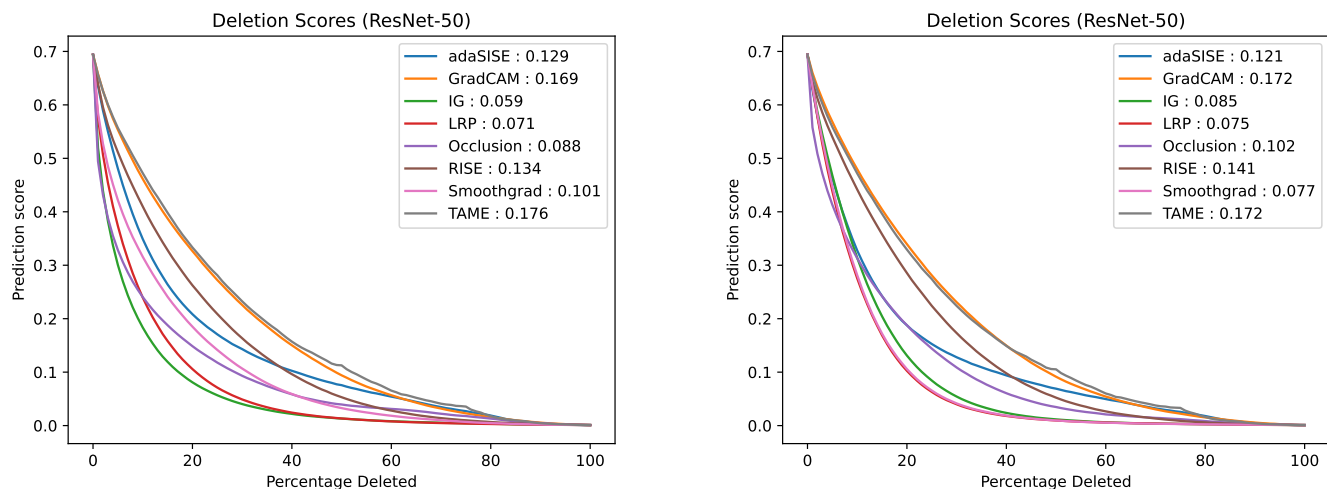 Deletion Scores (ResNet-50)
Prediction score
0.7
0.6
0.5
0.4
0.3
0.2
0.1
0.0
adaSISE : 0.129
GradCAM : 0.169
IG : 0.059
LRP : 0.071
Occlusion : 0.088
RISE : 0.134
Smoothgrad : 0.101
TAME : 0.176
0 20 40 60 80 100
Percentage Deleted
Deletion Scores (ResNet-50)
Prediction score
0.7
0.6
0.5
0.4
0.3
0.2
0.1
0.0
adaSISE : 0.121
GradCAM : 0.172
IG : 0.085
LRP : 0.075
Occlusion : 0.102
RISE : 0.141
Smoothgrad : 0.077
TAME : 0.172
0 20 40 60 80 100
Percentage Deleted